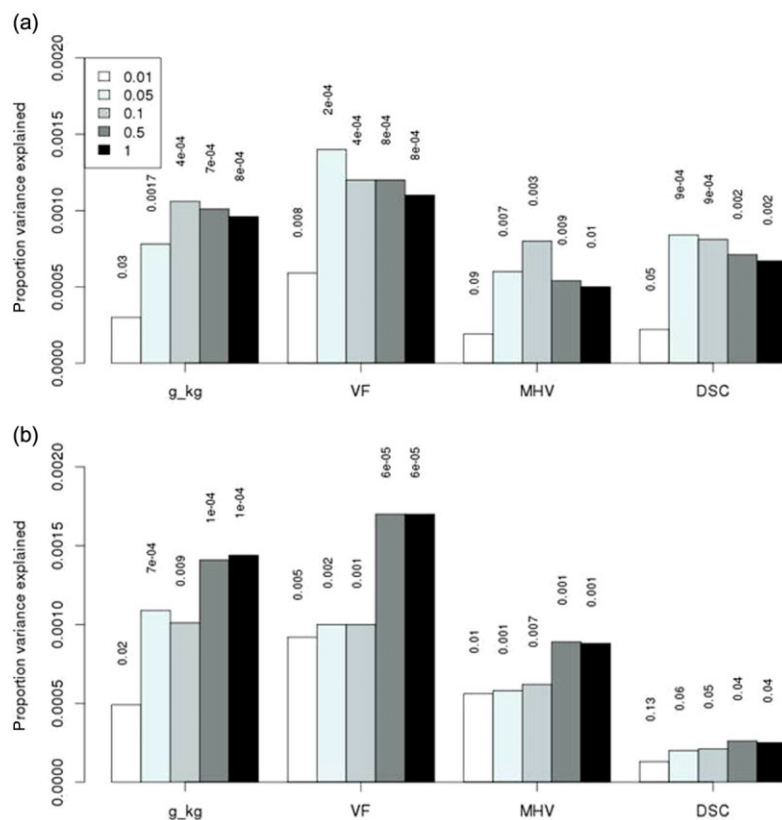 (a)
Proportion variance explained
0.0020
0.0015
0.0010
0.0005
0.0000
0.01
0.05
0.1
0.5
1
0.03
0.0017
4e-04
7e-04
8e-04
0.008
2e-04
4e-04
8e-04
8e-04
0.09
0.007
0.003
0.009
0.01
0.05
9e-04
9e-04
0.002
0.002
g_kg
VF
MHV
DSC
(b)
Proportion variance explained
0.0020
0.0015
0.0010
0.0005
0.0000
0.02
7e-04
0.009
1e-04
1e-04
0.005
0.002
0.001
6e-05
6e-05
0.01
0.001
0.007
0.001
0.001
0.13
0.06
0.05
0.04
0.04
g_kg
VF
MHV
DSC